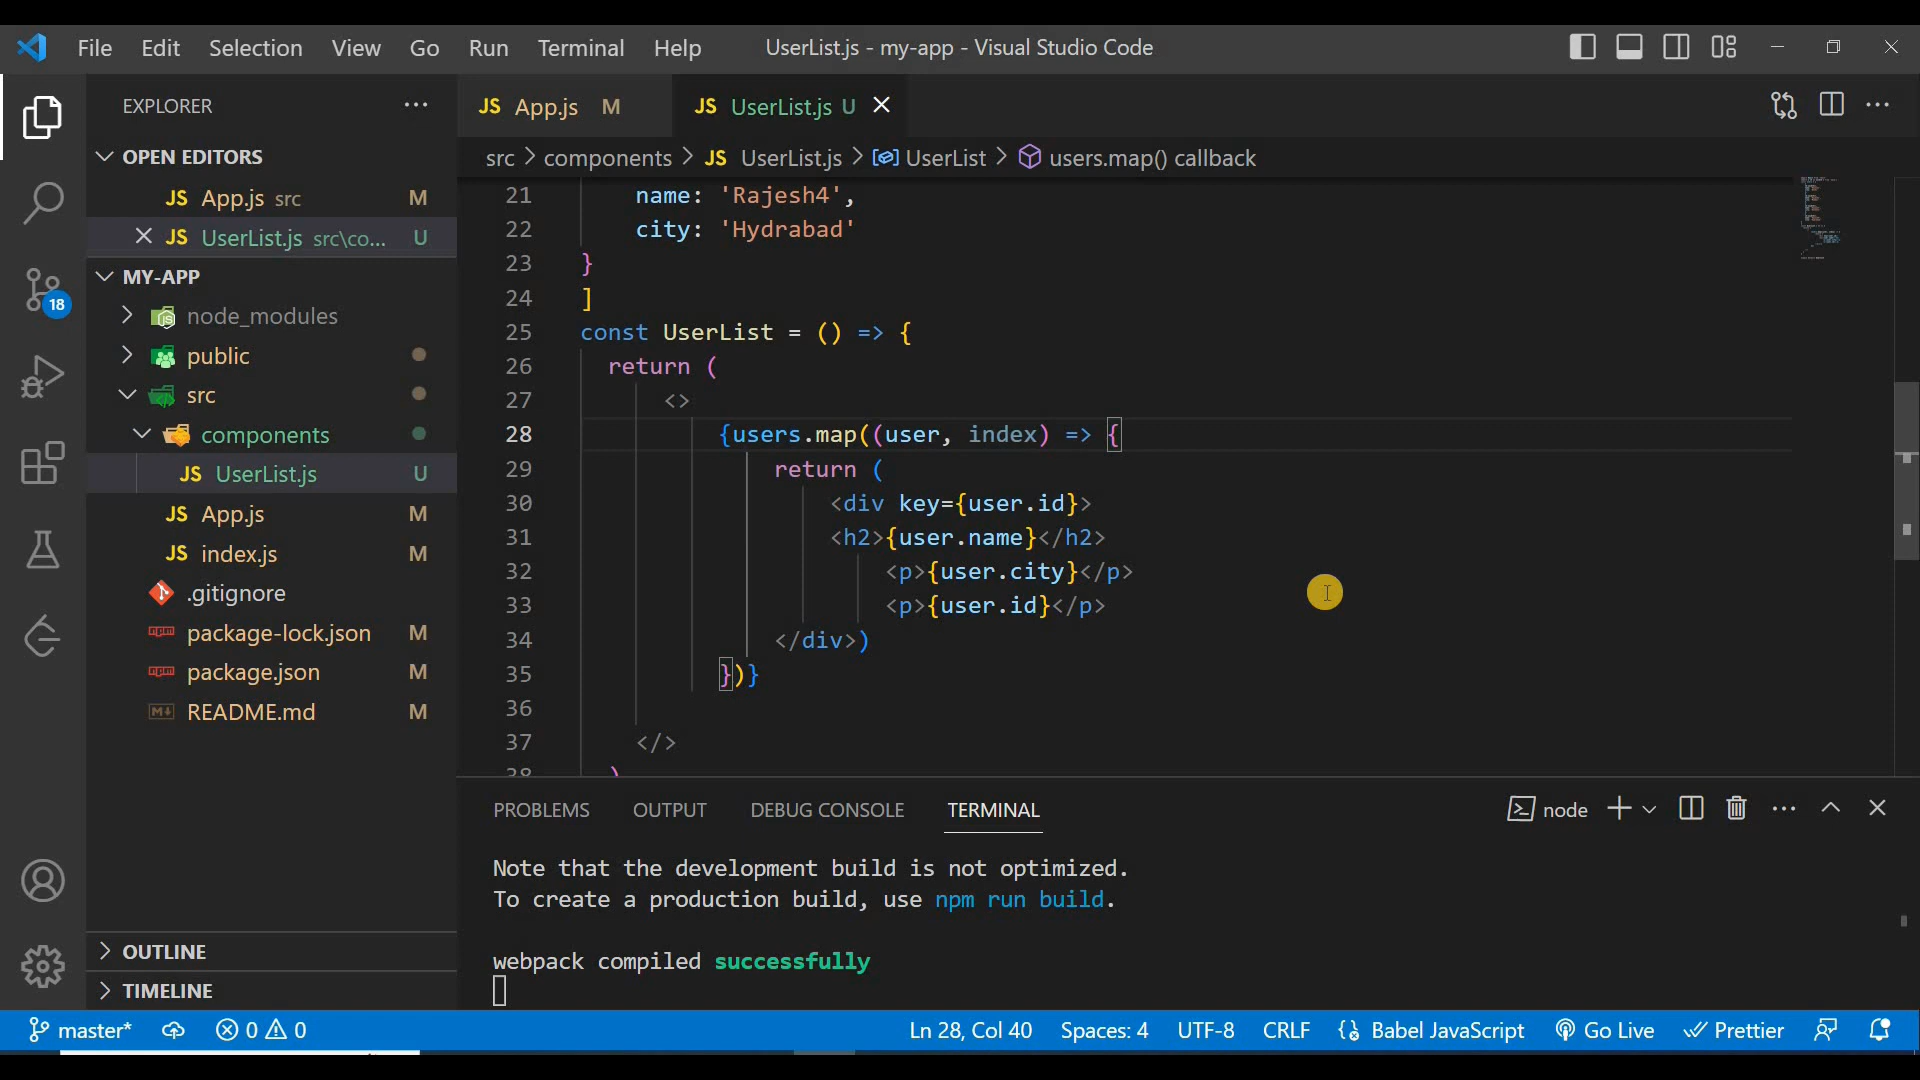 File Edit Selection View Go Run Terminal Help UserList.js - my-app - Visual Studio Code
EXPLORER
OPEN EDITORS
JS App.js src M
JS UserList.js src\co... U
MY-APP
node_modules
public
src
components
JS UserList.js U
JS App.js M
JS index.js M
.gitignore
package-lock.json M
package.json M
README.md M
OUTLINE
TIMELINE
18
JS App.js M JS UserList.js U
src > components > JS UserList.js > UserList > users.map() callback
21 name: 'Rajesh4',
22 city: 'Hydrabad'
23 }
24 ]
25 const UserList = () => {
26 return (
27 <>
28 {users.map((user, index) => {
29 return (
30 <div key={user.id}>
31 <h2>{user.name}</h2>
32 <p>{user.city}</p>
33 <p>{user.id}</p>
34 </div>)
35 })}
36
37 </>
38 )
PROBLEMS OUTPUT DEBUG CONSOLE TERMINAL node
Note that the development build is not optimized.
To create a production build, use npm run build.
webpack compiled successfully
master* 0 0 Ln 28, Col 40 Spaces: 4 UTF-8 CRLF Babel JavaScript Go Live Prettier